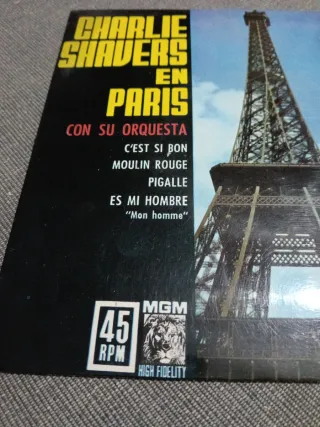 CHARLIE
SHAVERS
EN
PARIS
CON SU ORQUESTA
C'EST SI BON
MOULIN ROUGE
PIGALLE
ES MI HOMBRE
"Mon homme"
45
RPM
MGM
HIGH FIDELITY